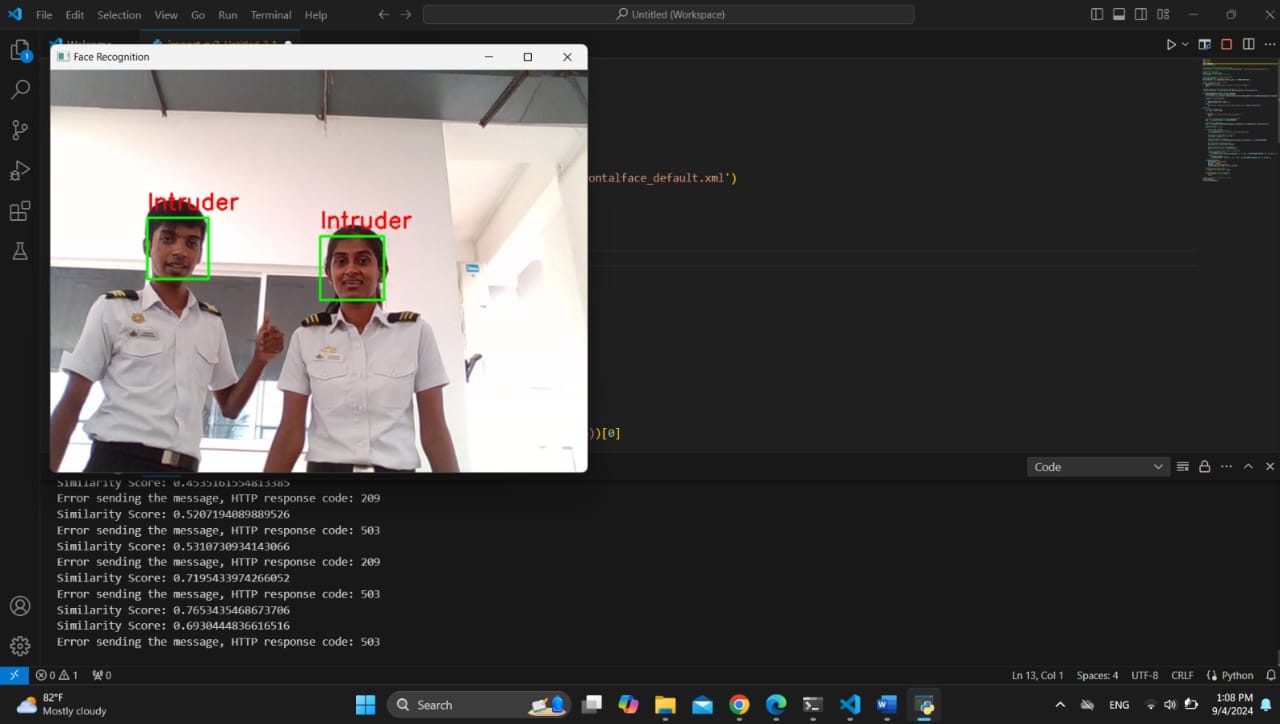 File Edit Selection View Go Run Terminal Help
Untitled (Workspace)
1
Face Recognition
ontalface_default.xml')
Intruder
Intruder
))[0]
Code
Similarity Score: 0.4535161554813385
Error sending the message, HTTP response code: 209
Similarity Score: 0.5207194089889526
Error sending the message, HTTP response code: 503
Similarity Score: 0.5310730934143066
Error sending the message, HTTP response code: 209
Similarity Score: 0.7195433974266052
Error sending the message, HTTP response code: 503
Similarity Score: 0.7653435468673706
Similarity Score: 0.6930444836616516
Error sending the message, HTTP response code: 503
0 1 0
Ln 13, Col 1 Spaces: 4 UTF-8 CRLF Python
82°F
Mostly cloudy
Search
ENG
1:08 PM
9/4/2024